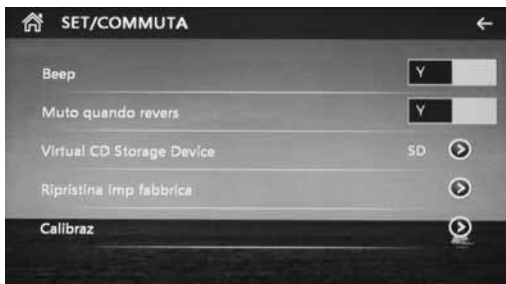 SET/COMMUTA
Beep Y
Muto quando revers Y
Virtual CD Storage Device SD
Ripristina imp fabbrica
Calibraz